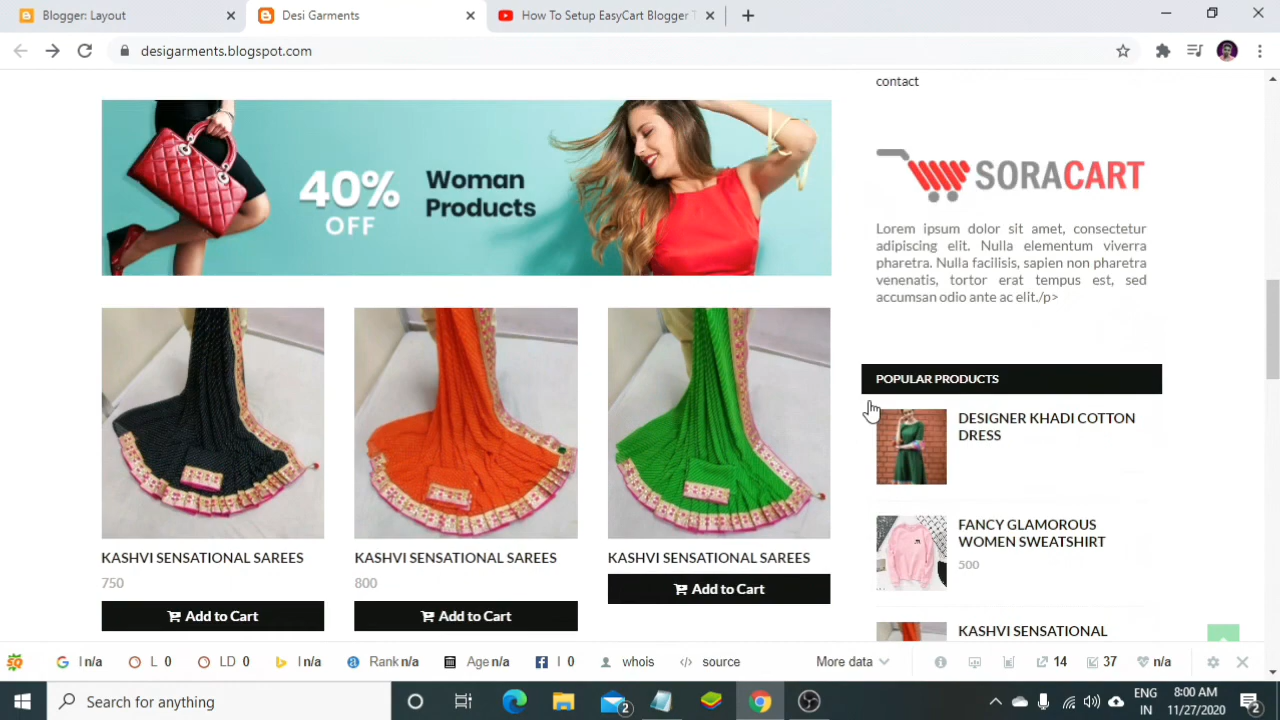 Blogger: Layout
Desi Garments
How To Setup EasyCart Blogger T
desigarments.blogspot.com
contact
40%
OFF
Woman
Products
SORACART
Lorem ipsum dolor sit amet, consectetur
adipiscing elit. Nulla elementum viverra
pharetra. Nulla facilisis, sapien non pharetra
venenatis, tortor erat tempus est, sed
accumsan odio ante ac elit./p>
POPULAR PRODUCTS
DESIGNER KHADI COTTON
DRESS
FANCY GLAMOROUS
WOMEN SWEATSHIRT
500
KASHVI SENSATIONAL
KASHVI SENSATIONAL SAREES
750
Add to Cart
KASHVI SENSATIONAL SAREES
800
Add to Cart
KASHVI SENSATIONAL SAREES
Add to Cart
SQ
I n/a
L 0
LD 0
I n/a
Rank n/a
Age n/a
I 0
whois
source
More data
14
37
n/a
Search for anything
2
ENG
IN
8:00 AM
11/27/2020
2